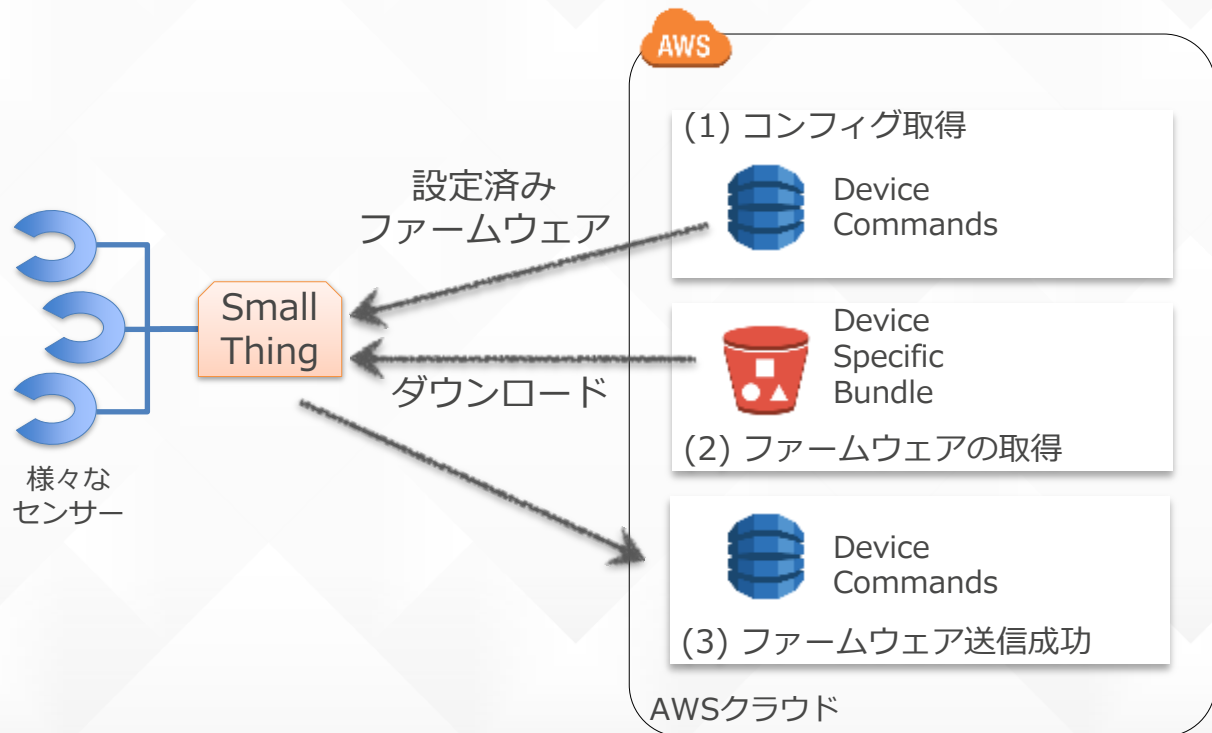 AWS
(1) コンフィグ取得
Device
Commands
設定済み
ファームウェア
Small
Thing
ダウンロード
Device
Specific
Bundle
(2) ファームウェアの取得
様々な
センサー
Device
Commands
(3) ファームウェア送信成功
AWSクラウド